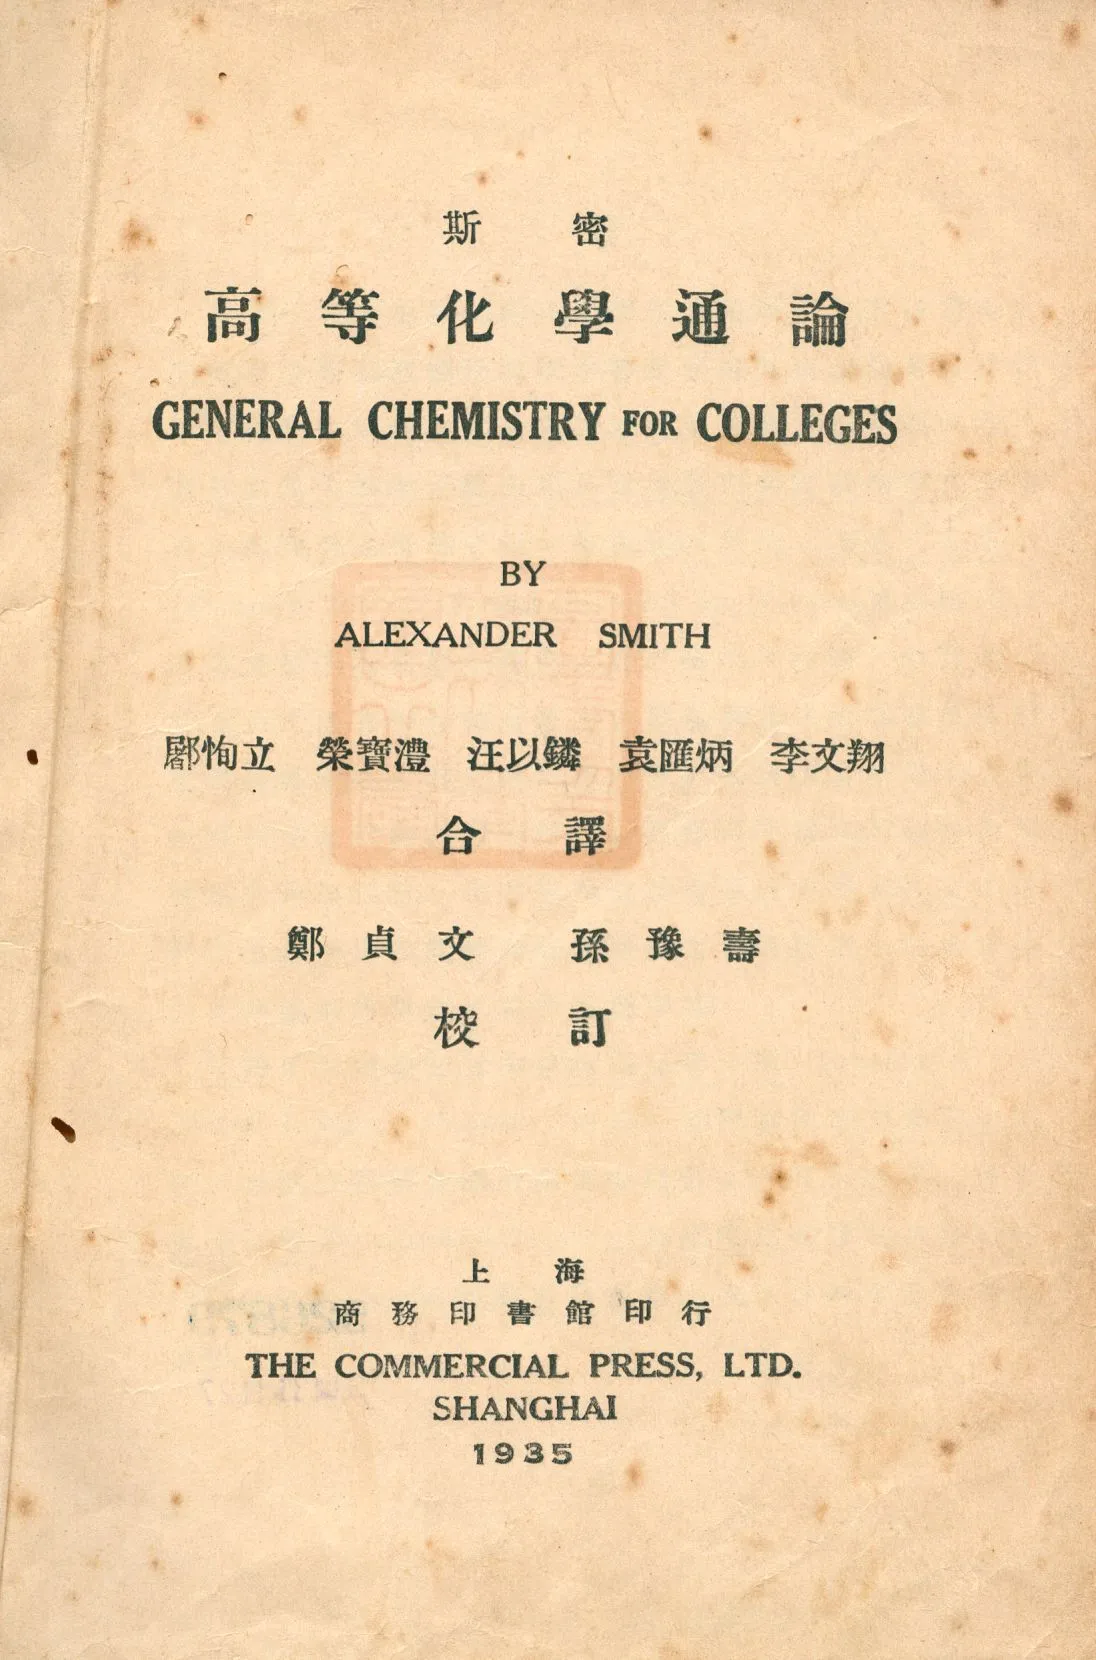 斯密
高等化學通論
GENERAL CHEMISTRY FOR COLLEGES
BY
ALEXANDER SMITH
酈恂立 榮寶澧 汪以鏻 袁匯炳 李文翔
合譯
鄭貞文 孫豫壽
校訂
上海
商務印書館印行
THE COMMERCIAL PRESS, LTD.
SHANGHAI
1935